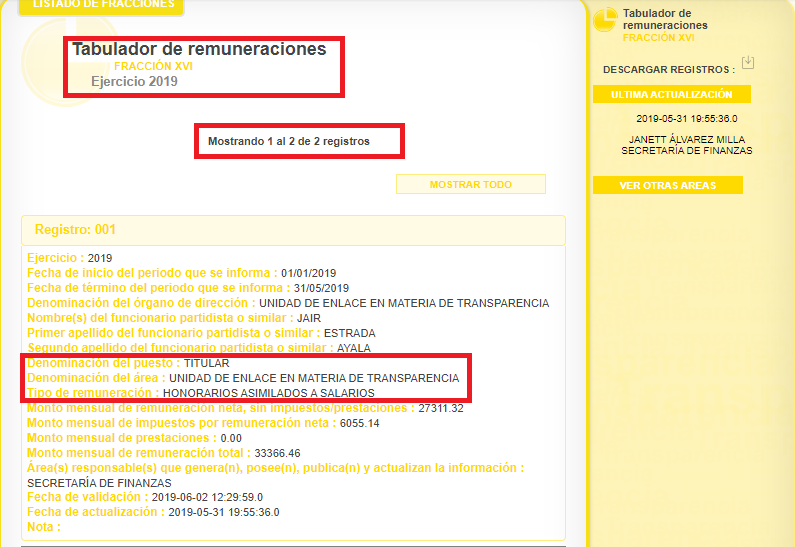 LISTADO DE FRACCIONES
Tabulador de remuneraciones
FRACCIÓN XVI
Ejercicio 2019
Mostrando 1 al 2 de 2 registros
MOSTRAR TODO
Registro: 001
Ejercicio : 2019
Fecha de inicio del periodo que se informa : 01/01/2019
Fecha de término del periodo que se informa : 31/05/2019
Denominación del órgano de dirección : UNIDAD DE ENLACE EN MATERIA DE TRANSPARENCIA
Nombre(s) del funcionario partidista o similar : JAIR
Primer apellido del funcionario partidista o similar : ESTRADA
Segundo apellido del funcionario partidista o similar : AYALA
Denominación del puesto : TITULAR
Denominación del área : UNIDAD DE ENLACE EN MATERIA DE TRANSPARENCIA
Tipo de remuneración : HONORARIOS ASIMILADOS A SALARIOS
Monto mensual de remuneración neta, sin impuestos/prestaciones : 27311.32
Monto mensual de impuestos por remuneración neta : 6055.14
Monto mensual de prestaciones : 0.00
Monto mensual de remuneración total : 33366.46
Área(s) responsable(s) que genera(n), posee(n), publica(n) y actualizan la información :
SECRETARÍA DE FINANZAS
Fecha de validación : 2019-06-02 12:29:59.0
Fecha de actualización : 2019-05-31 19:55:36.0
Nota :
Tabulador de
remuneraciones
FRACCIÓN XVI
DESCARGAR REGISTROS :
ULTIMA ACTUALIZACIÓN
2019-05-31 19:55:36.0
JANETT ÁLVAREZ MILLA
SECRETARÍA DE FINANZAS
VER OTRAS AREAS